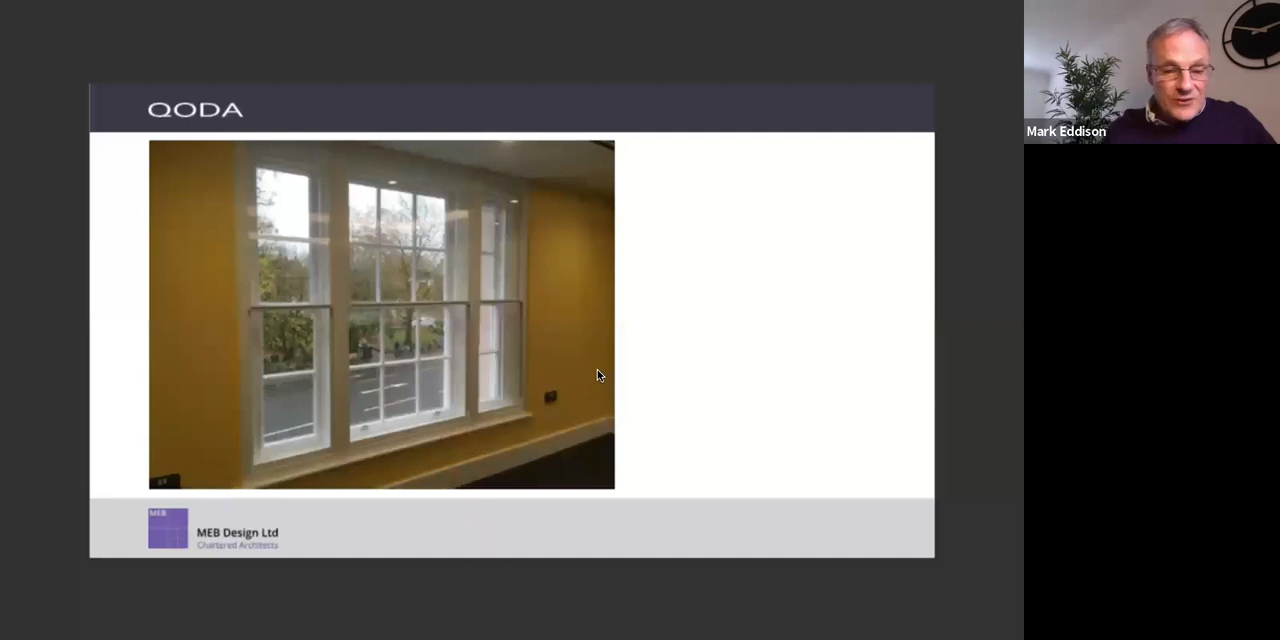 QODA
Mark Eddison
MEB
MEB Design Ltd
Chartered Architects